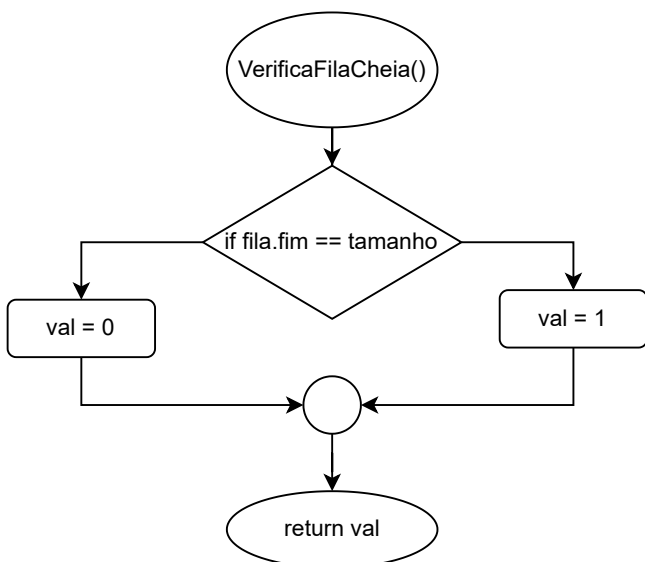 VerificaFilaCheia()
if fila.fim == tamanho
val = 0
val = 1
return val